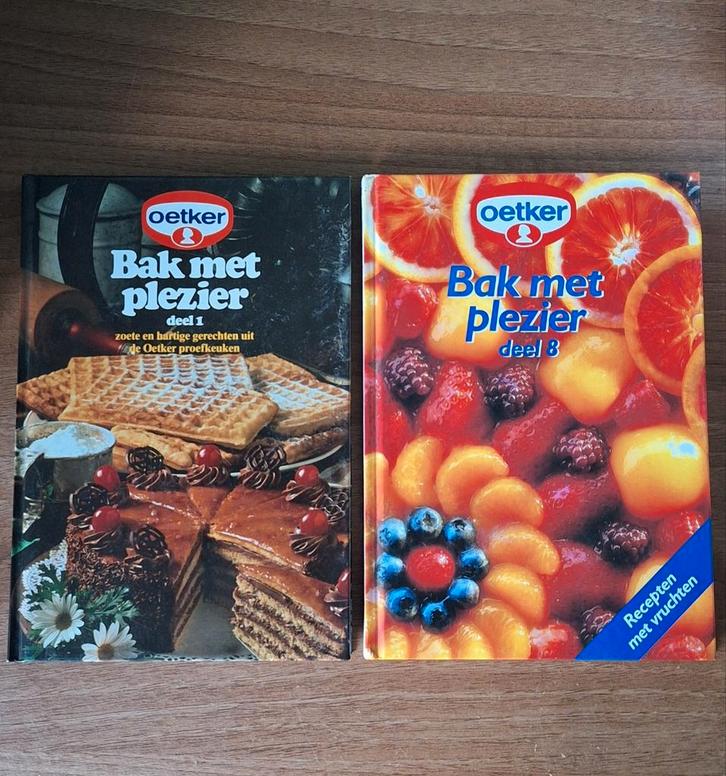 oetker
Bak met
plezier
deel 1
zoete en hartige gerechten uit
de Oetker proefkeuken
oetker
Bak met
plezier
deel 8
Recepten
met vruchten